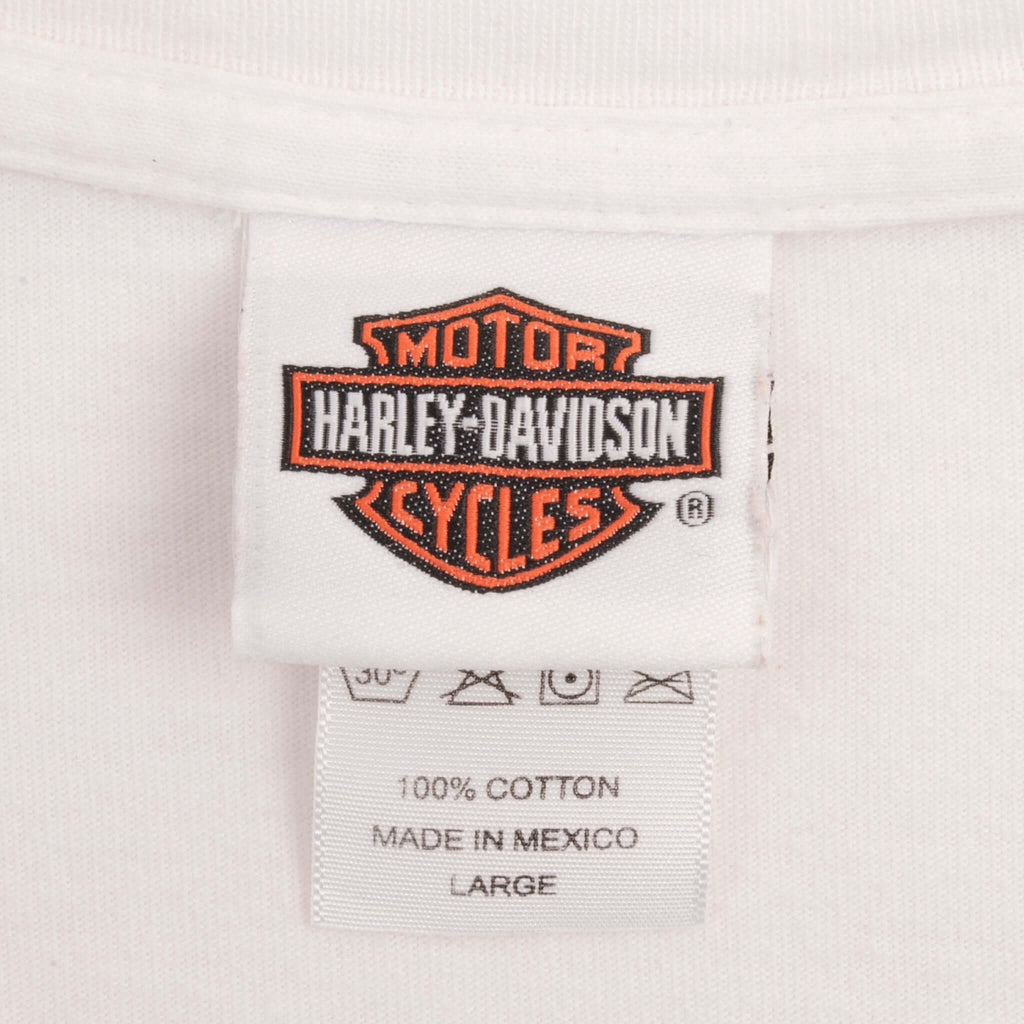 MOTOR
HARLEY-DAVIDSON
CYCLES
®
30°
100% COTTON
MADE IN MEXICO
LARGE